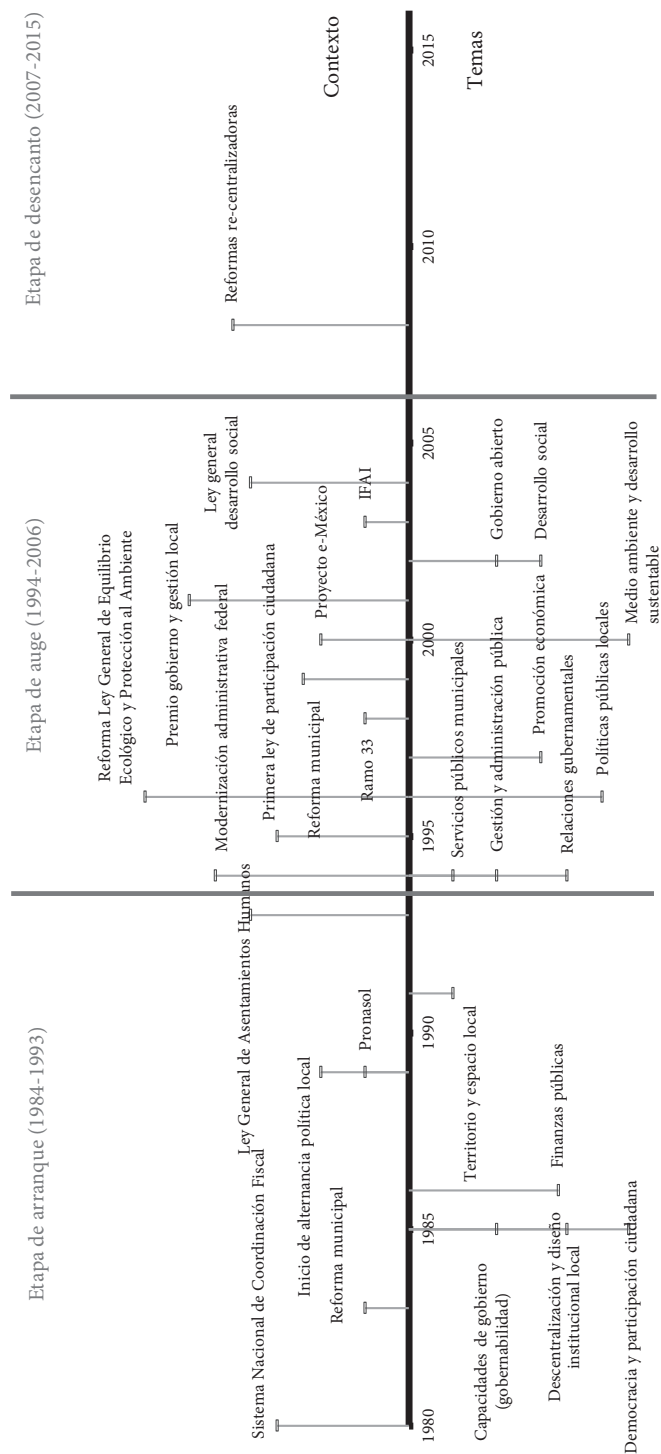 Etapa de arranque (1984-1993)
Etapa de auge (1994-2006)
Etapa de desencanto (2007-2015)
Reforma Ley General de Equilibrio
Ecológico y Protección al Ambiente
Premio gobierno y gestión local
Modernización administrativa federal
Ley general
desarrollo social
Reformas re-centralizadoras
Ley General de Asentamientos Humanos
Sistema Nacional de Coordinación Fiscal
Primera ley de participación ciudadana
Inicio de alternancia política local
Reforma municipal
Proyecto e-México
Reforma municipal
Pronasol
Ramo 33
IFAI
Contexto
1980
1985
1990
1995
2000
2005
2010
2015
Temas
Servicios públicos municipales
Territorio y espacio local
Capacidades de gobierno
(gobernabilidad)
Gestión y administración pública
Gobierno abierto
Promoción económica
Desarrollo social
Finanzas públicas
Descentralización y diseño
institucional local
Relaciones gubernamentales
Políticas públicas locales
Democracia y participación ciudadana
Medio ambiente y desarrollo
sustentable